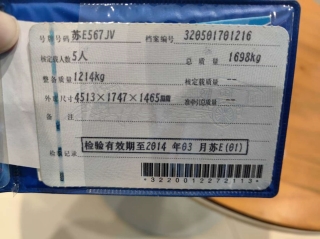 号牌号码 苏E567JV 档案编号 320501701216
核定载人数 5人 总质量 1698kg
整备质量 1214kg 核定载质量 --
外廓尺寸 4513×1747×1465mm 准牵引总质量 --
检验记录 检验有效期至2014 年03 月苏E(01)
*3220012272113*